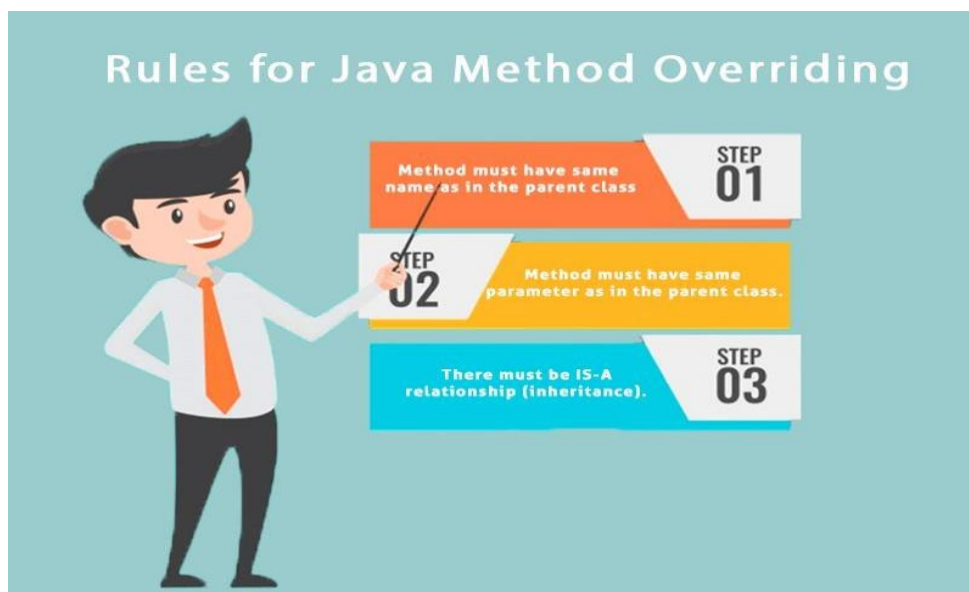 Rules for Java Method Overriding
Method must have same
name as in the parent class
STEP
01
STEP
02
Method must have same
parameter as in the parent class.
There must be IS-A
relationship (inheritance).
STEP
03